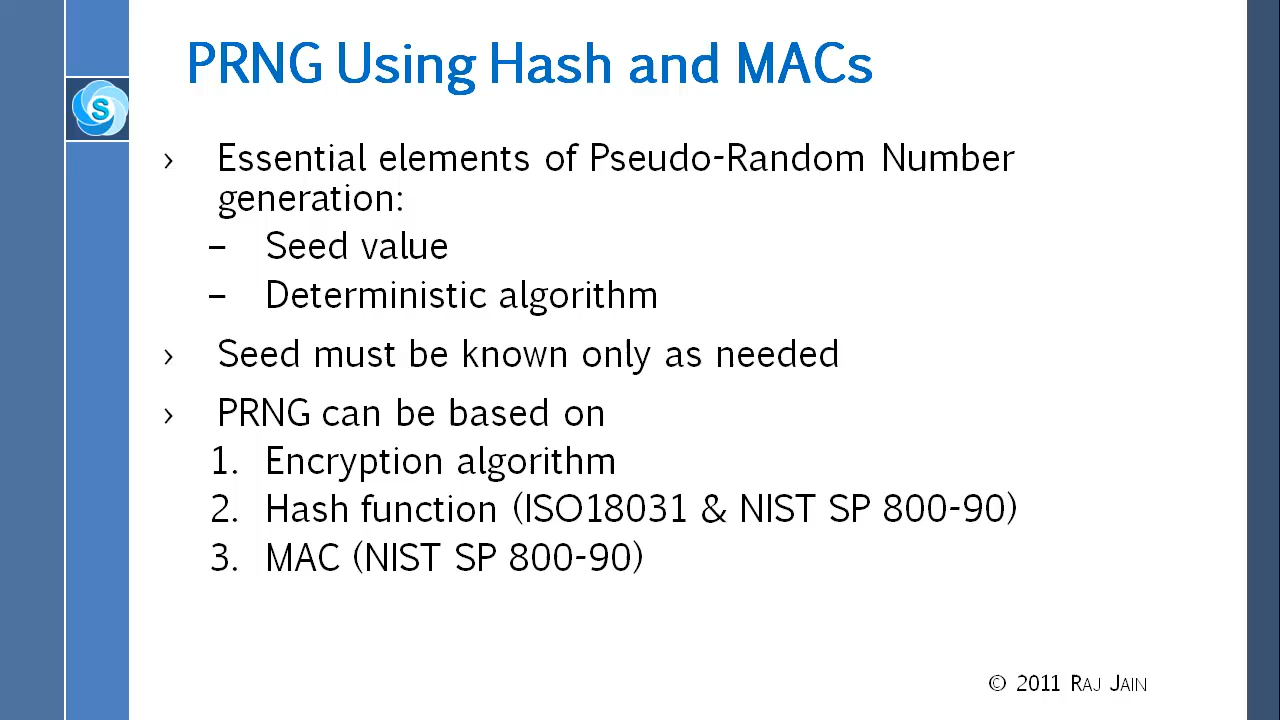 PRNG Using Hash and MACs
S
› Essential elements of Pseudo-Random Number
generation:
– Seed value
– Deterministic algorithm
› Seed must be known only as needed
› PRNG can be based on
1. Encryption algorithm
2. Hash function (ISO18031 & NIST SP 800-90)
3. MAC (NIST SP 800-90)
© 2011 RAJ JAIN